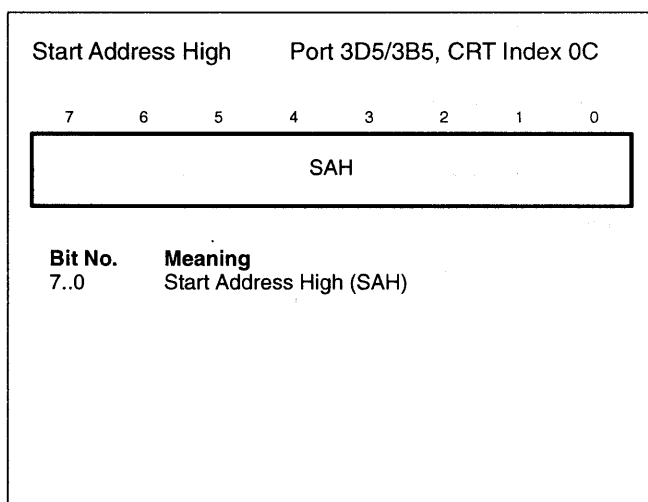 Start Address High Port 3D5/3B5, CRT Index 0C
7 6 5 4 3 2 1 0
SAH
Bit No. Meaning
7..0 Start Address High (SAH)